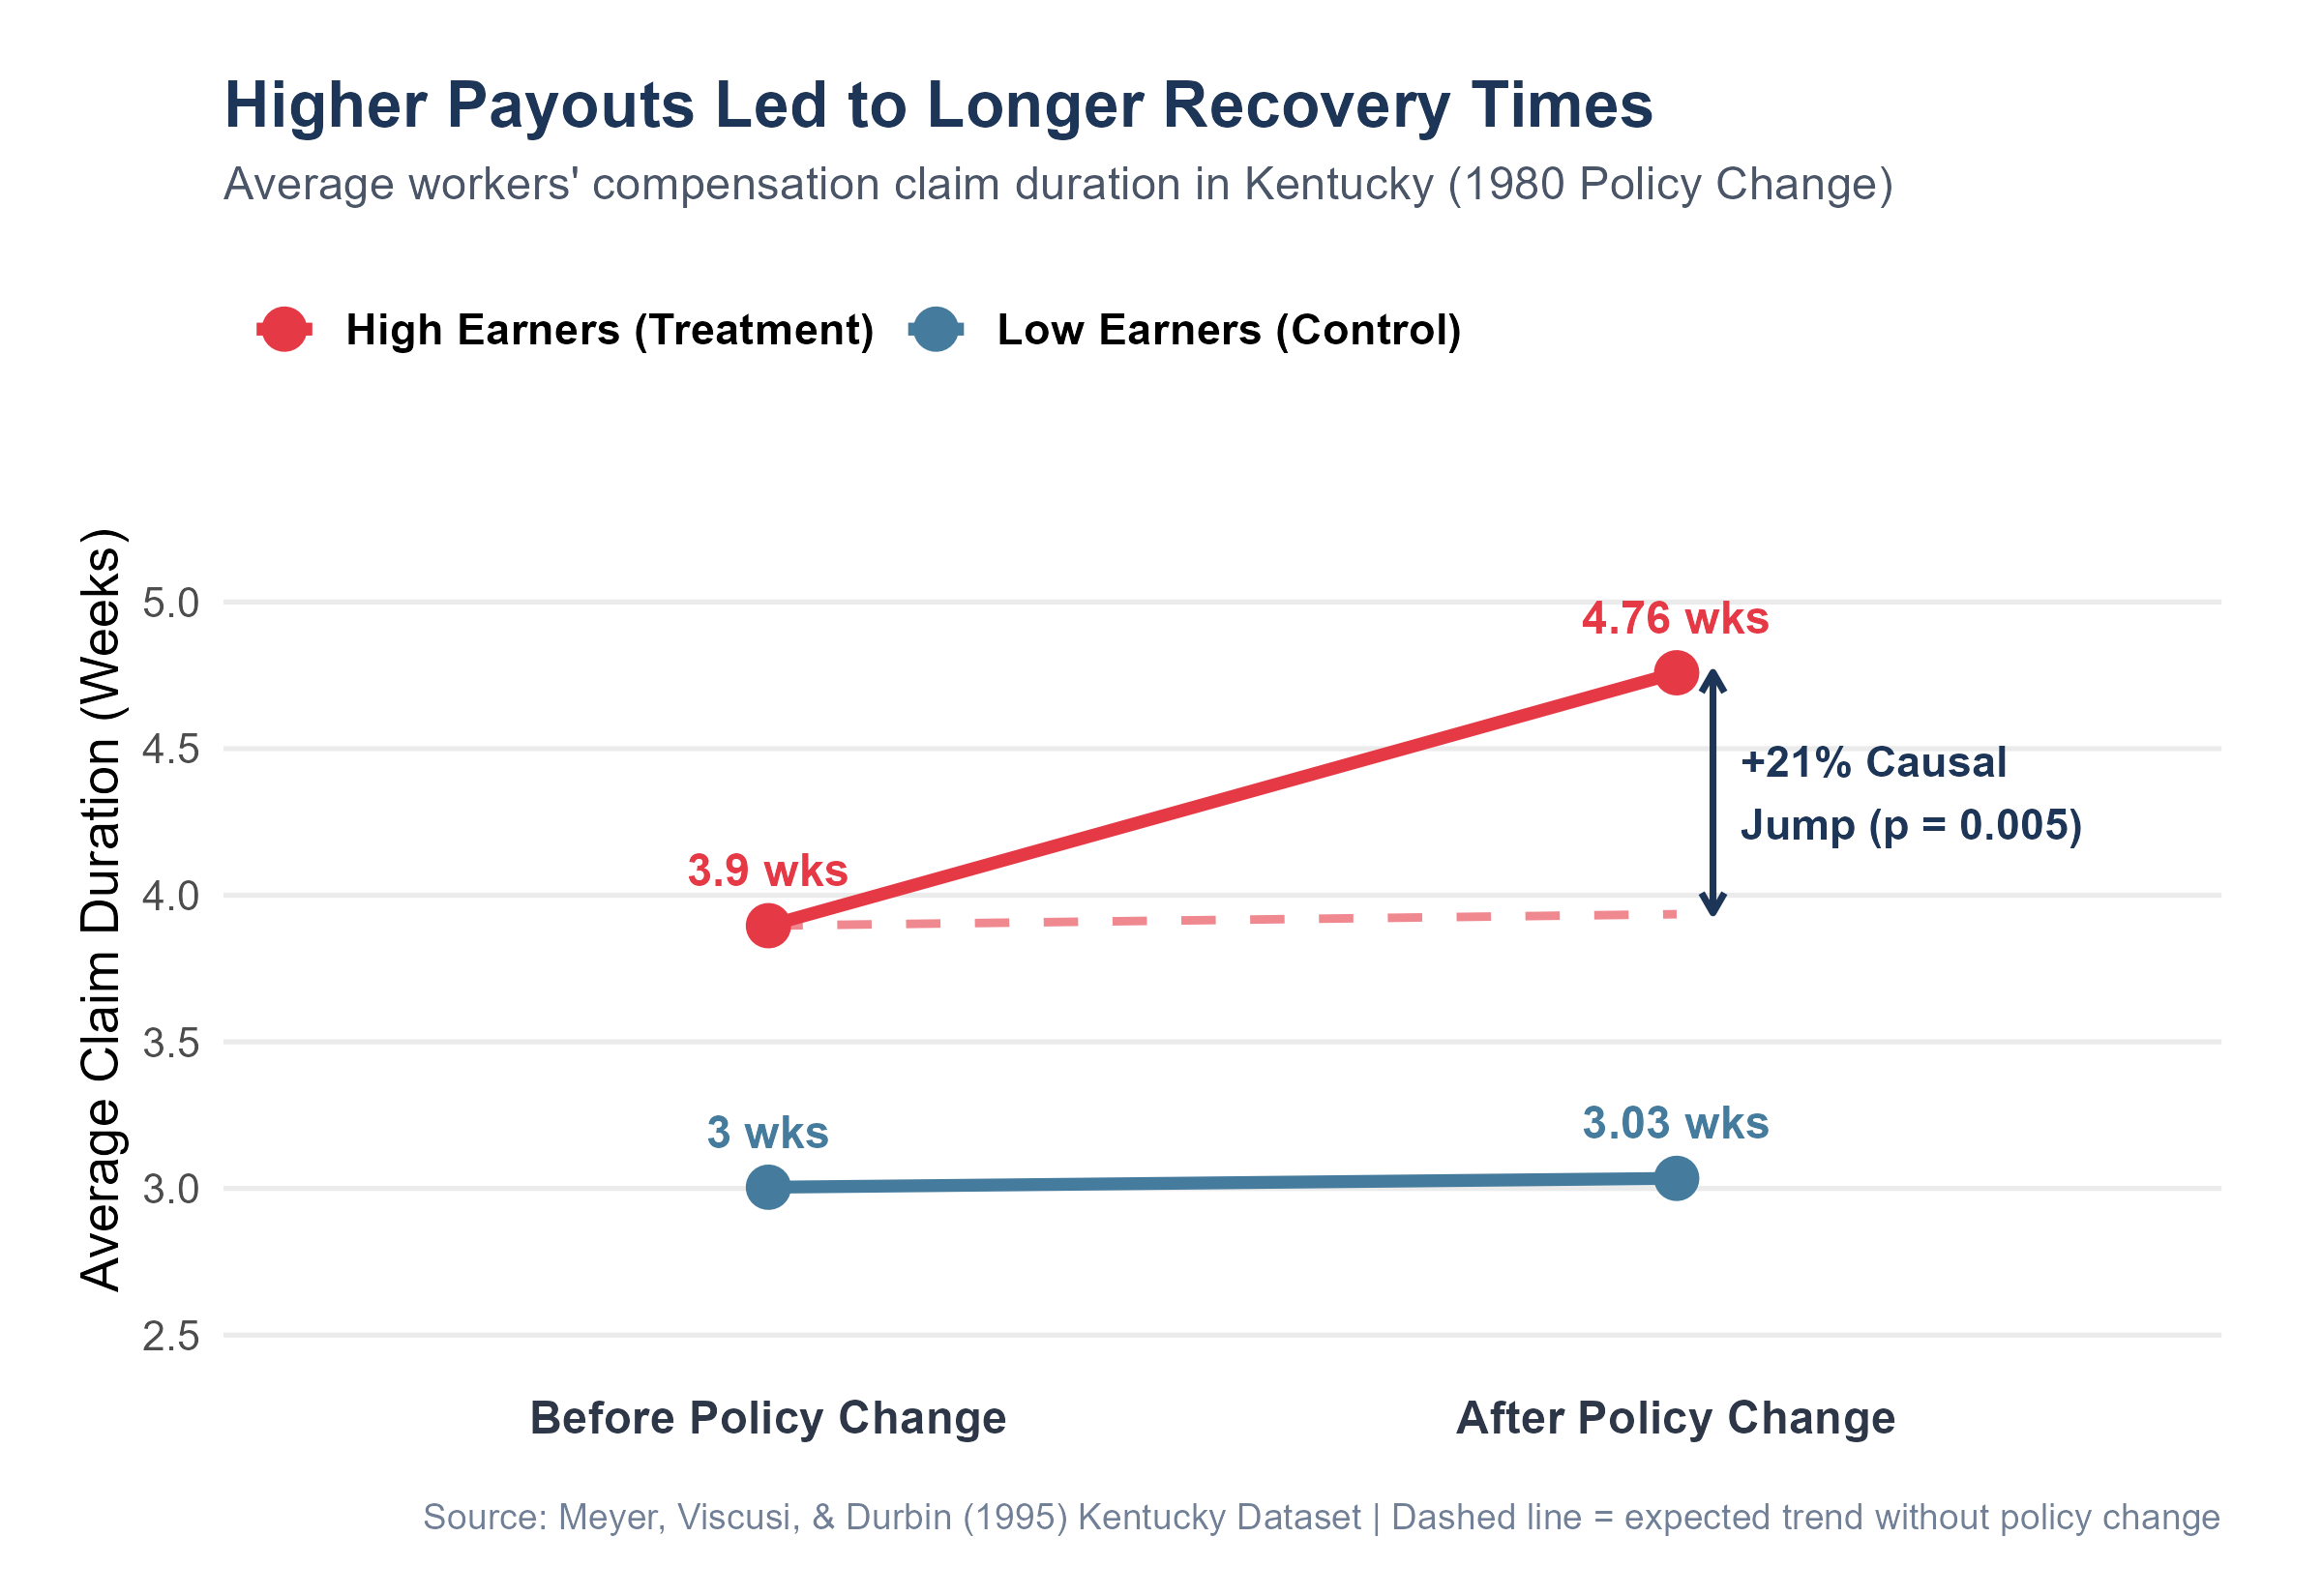 Higher Payouts Led to Longer Recovery Times
Average workers' compensation claim duration in Kentucky (1980 Policy Change)
High Earners (Treatment)
Low Earners (Control)
Average Claim Duration (Weeks)
5.0
4.5
4.0
3.5
3.0
2.5
4.76 wks
+21% Causal
Jump (p = 0.005)
3.9 wks
3 wks
3.03 wks
Before Policy Change
After Policy Change
Source: Meyer, Viscusi, & Durbin (1995) Kentucky Dataset | Dashed line = expected trend without policy change